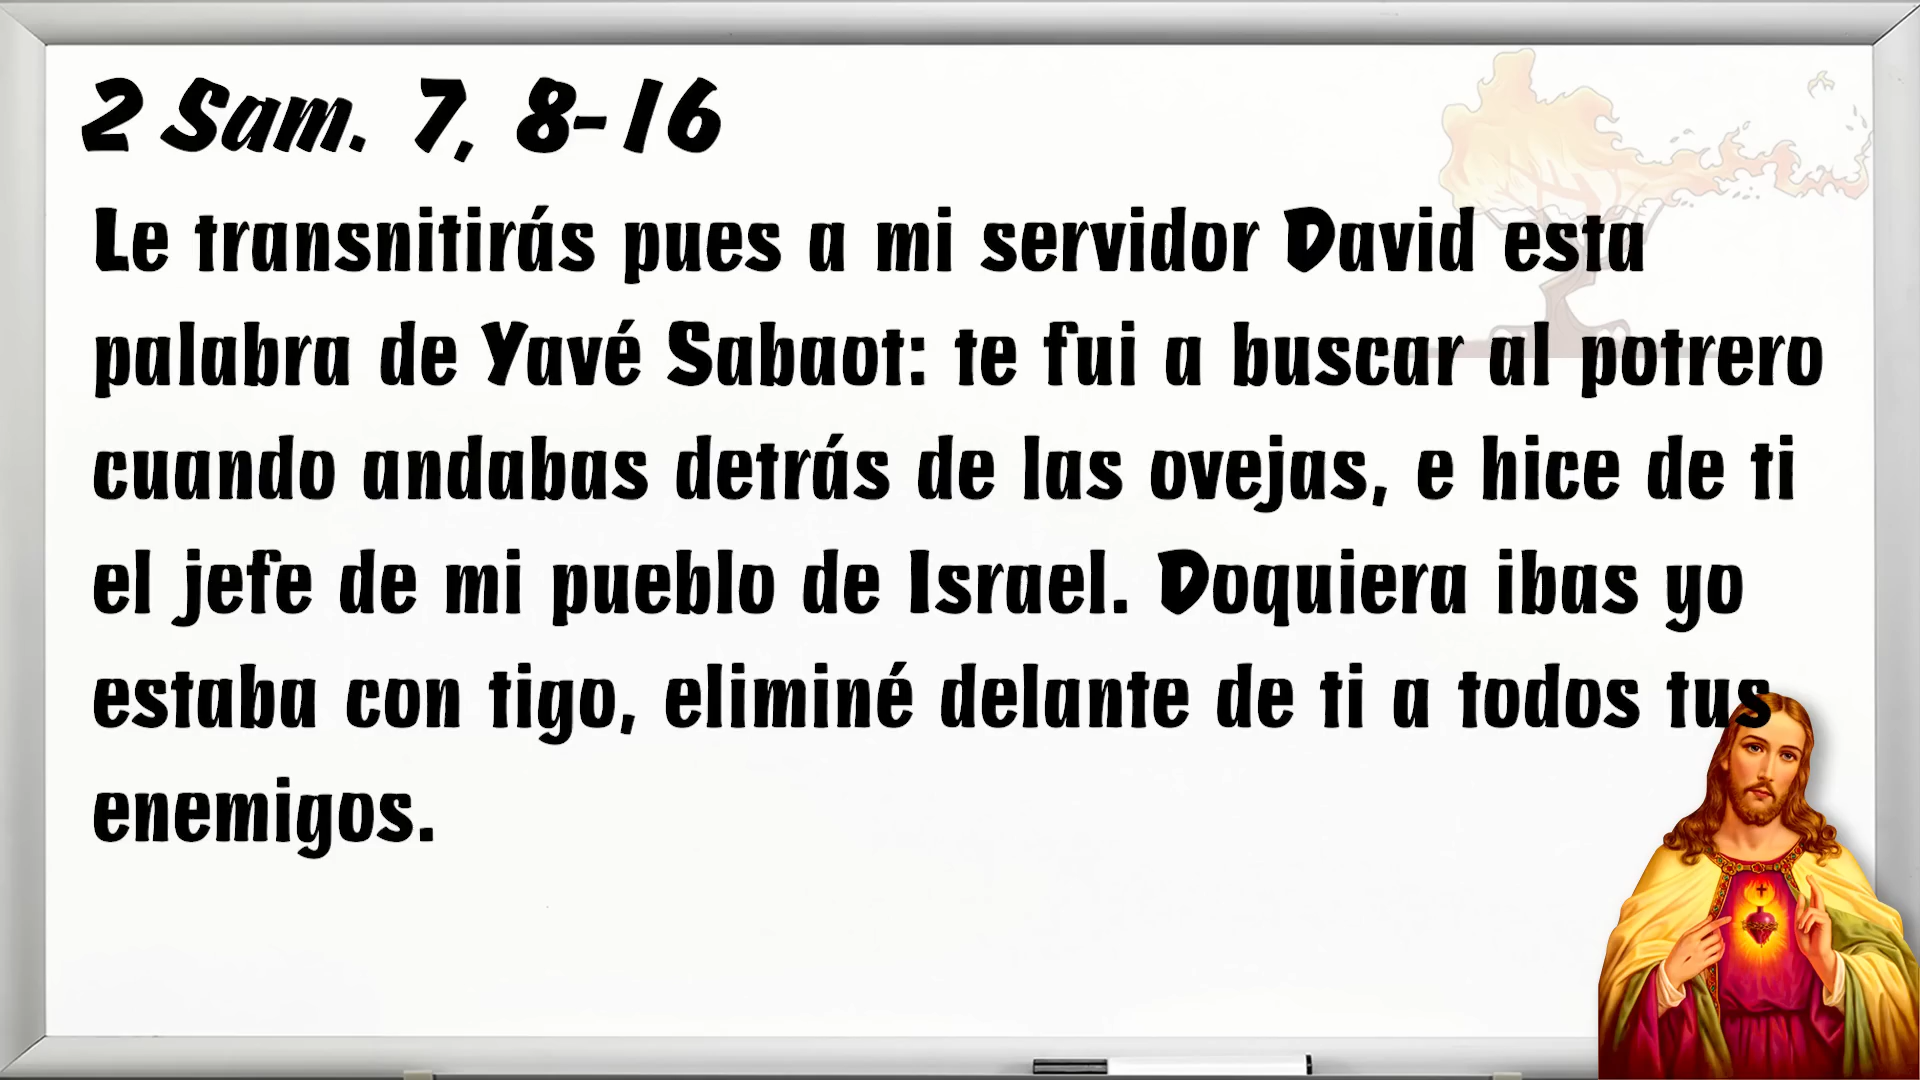 2 Sam. 7, 8-16
Le transnitirás pues a mi servidor David esta
palabra de Yavé Sabaot: te fui a buscar al potrero
cuando andabas detrás de las ovejas, e hice de ti
el jefe de mi pueblo de Israel. Doquiera ibas yo
estaba con tigo, eliminé delante de ti a todos tus
enemigos.